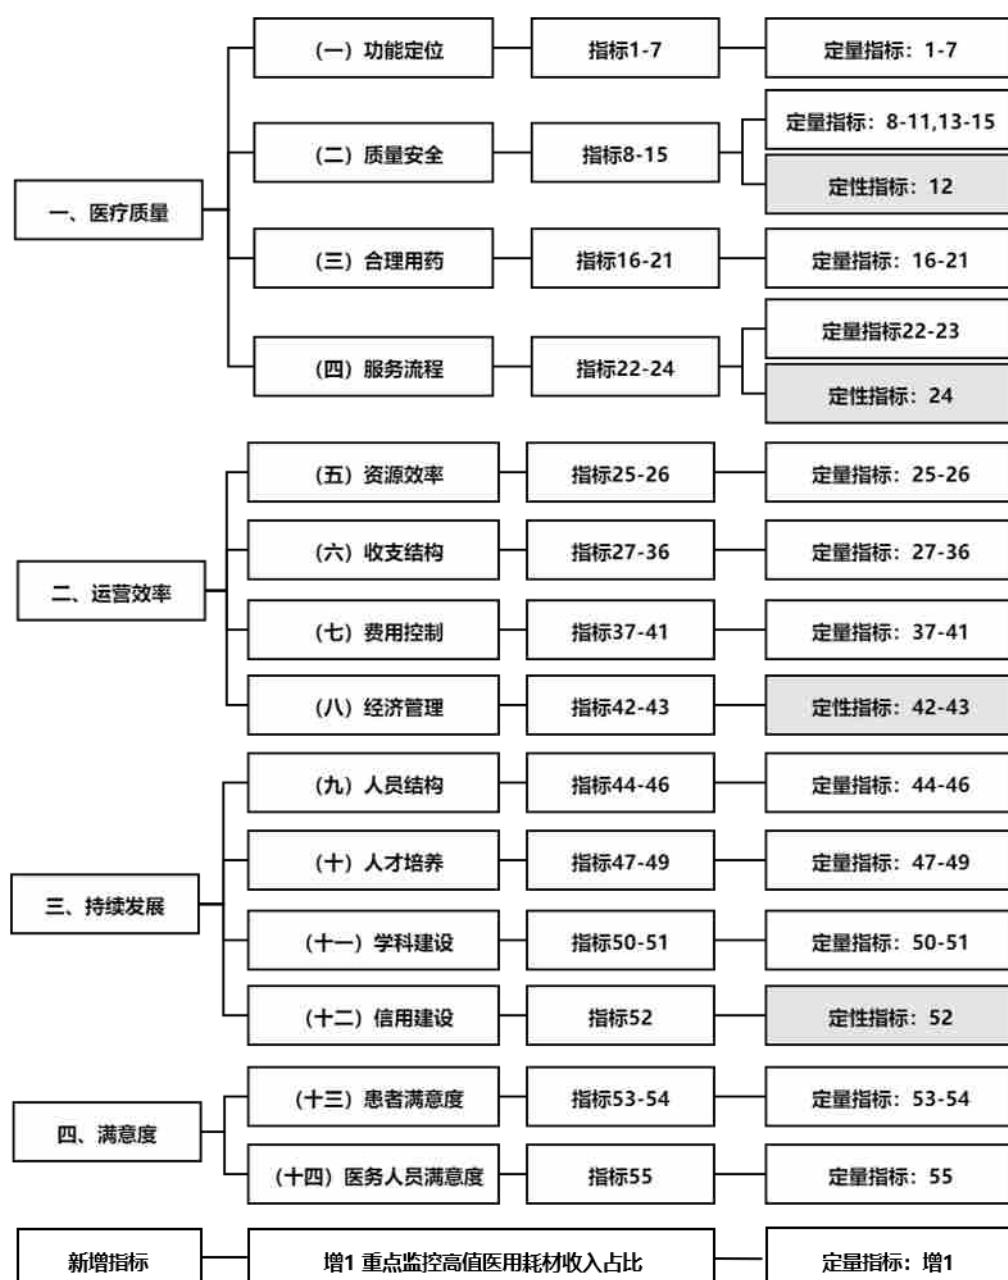 一、医疗质量
（一）功能定位
指标1-7
定量指标：1-7
（二）质量安全
指标8-15
定量指标：8-11,13-15
定性指标：12
（三）合理用药
指标16-21
定量指标：16-21
（四）服务流程
指标22-24
定量指标22-23
定性指标：24
二、运营效率
（五）资源效率
指标25-26
定量指标：25-26
（六）收支结构
指标27-36
定量指标：27-36
（七）费用控制
指标37-41
定量指标：37-41
（八）经济管理
指标42-43
定性指标：42-43
三、持续发展
（九）人员结构
指标44-46
定量指标：44-46
（十）人才培养
指标47-49
定量指标：47-49
（十一）学科建设
指标50-51
定量指标：50-51
（十二）信用建设
指标52
定性指标：52
四、满意度
（十三）患者满意度
指标53-54
定量指标：53-54
（十四）医务人员满意度
指标55
定量指标：55
新增指标
增1 重点监控高值医用耗材收入占比
定量指标：增1